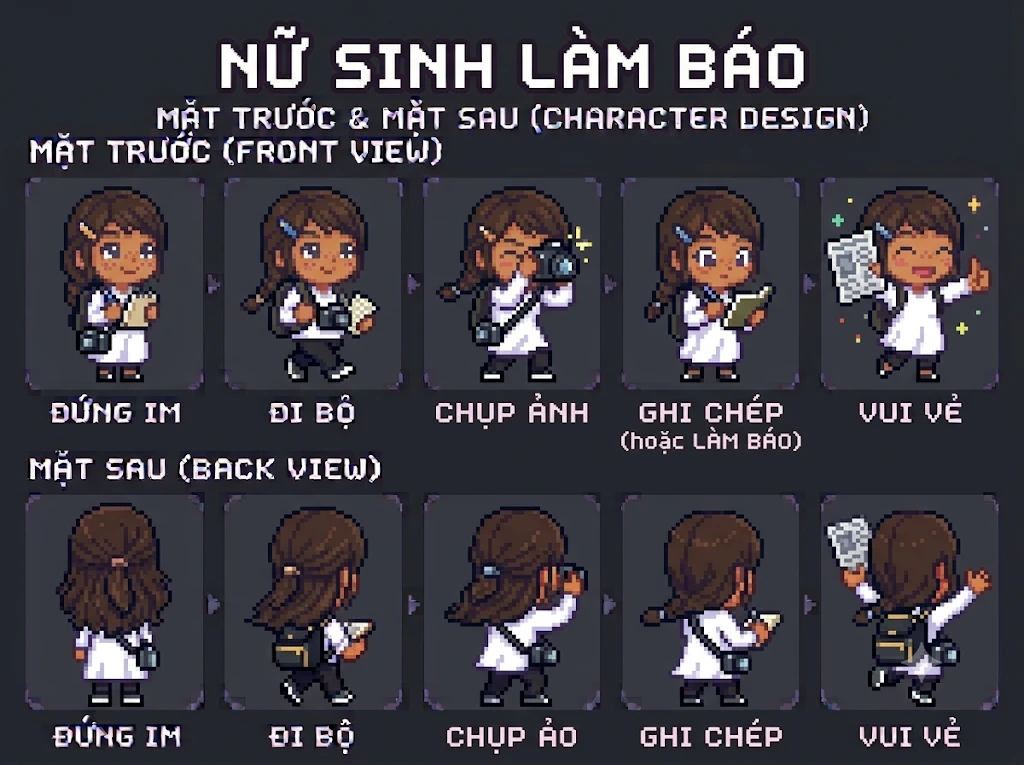 NỮ SINH LÀM BÁO
MẶT TRƯỚC & MẶT SAU (CHARACTER DESIGN)
MẶT TRƯỚC (FRONT VIEW)
ĐỨNG IM ĐI BỘ CHỤP ẢNH GHI CHÉP VUI VẺ
(hoặc LÀM BÁO)
MẶT SAU (BACK VIEW)
ĐỨNG IM ĐI BỘ CHỤP ẢO GHI CHÉP VUI VẺ